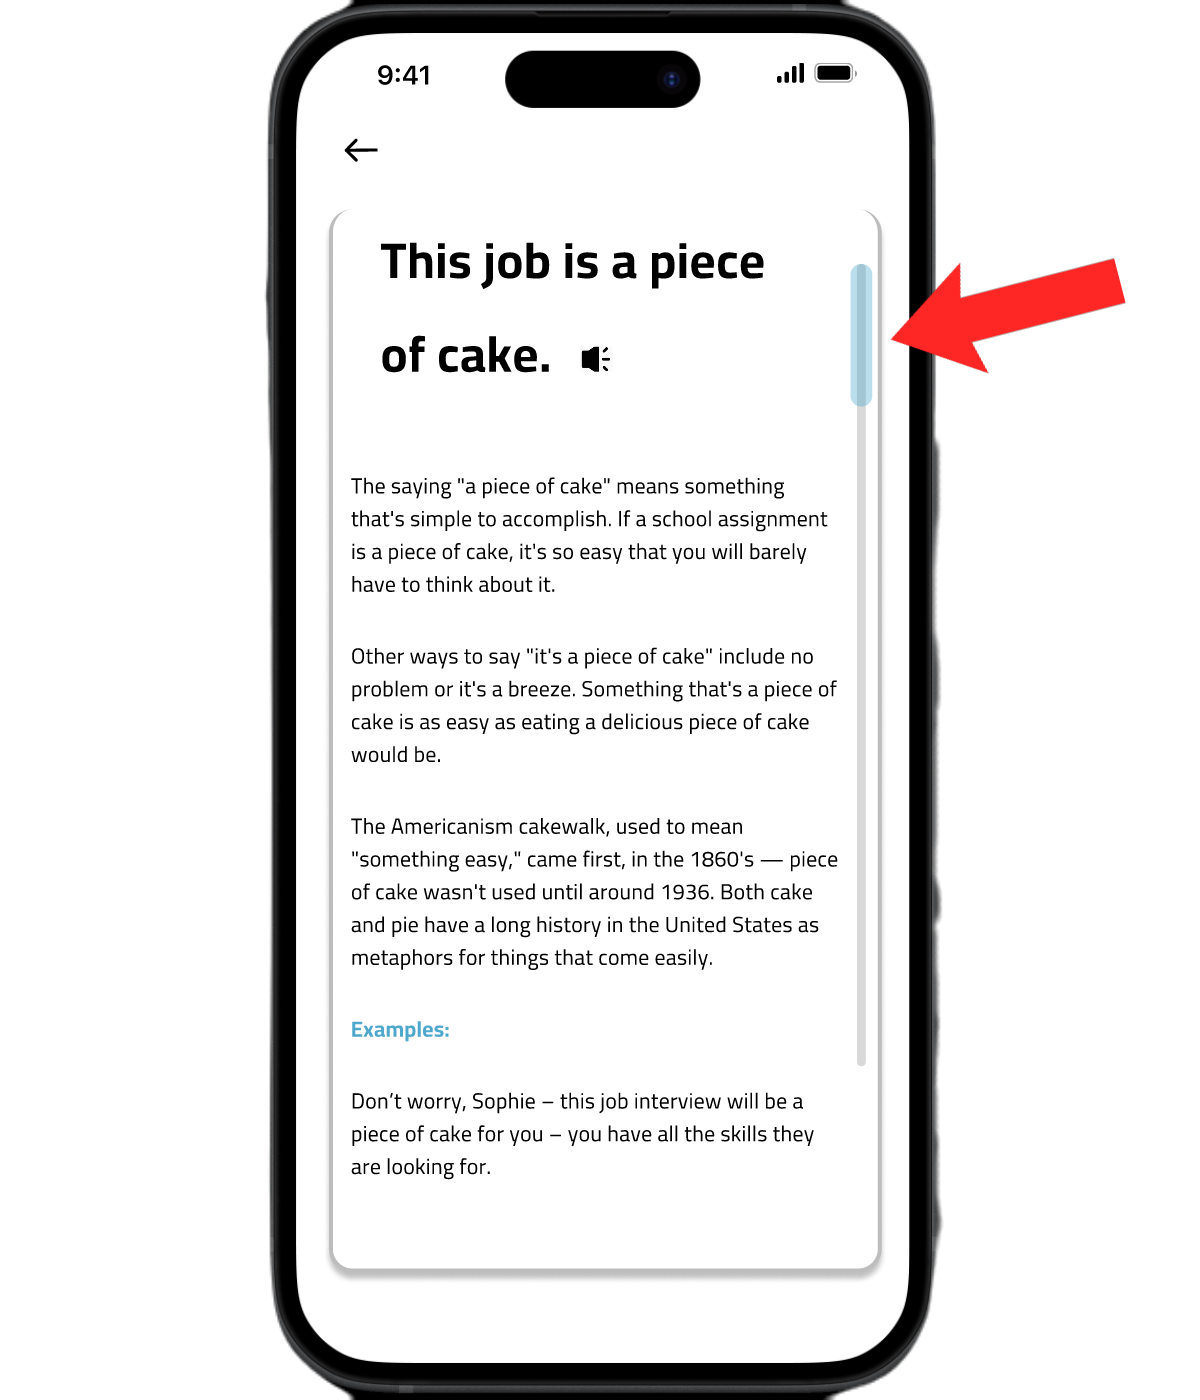 9:41
This job is a piece
of cake.
The saying "a piece of cake" means something
that's simple to accomplish. If a school assignment
is a piece of cake, it's so easy that you will barely
have to think about it.
Other ways to say "it's a piece of cake" include no
problem or it's a breeze. Something that's a piece of
cake is as easy as eating a delicious piece of cake
would be.
The Americanism cakewalk, used to mean
"something easy," came first, in the 1860's — piece
of cake wasn't used until around 1936. Both cake
and pie have a long history in the United States as
metaphors for things that come easily.
Examples:
Don’t worry, Sophie – this job interview will be a
piece of cake for you – you have all the skills they
are looking for.